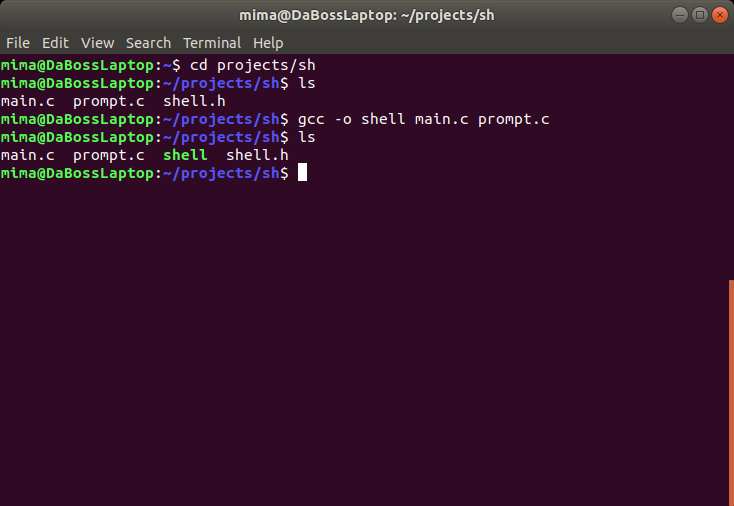 mima@DaBossLaptop: ~/projects/sh
File Edit View Search Terminal Help
mima@DaBossLaptop:~$ cd projects/sh
mima@DaBossLaptop:~/projects/sh$ ls
main.c  prompt.c  shell.h
mima@DaBossLaptop:~/projects/sh$ gcc -o shell main.c prompt.c
mima@DaBossLaptop:~/projects/sh$ ls
main.c  prompt.c  shell  shell.h
mima@DaBossLaptop:~/projects/sh$